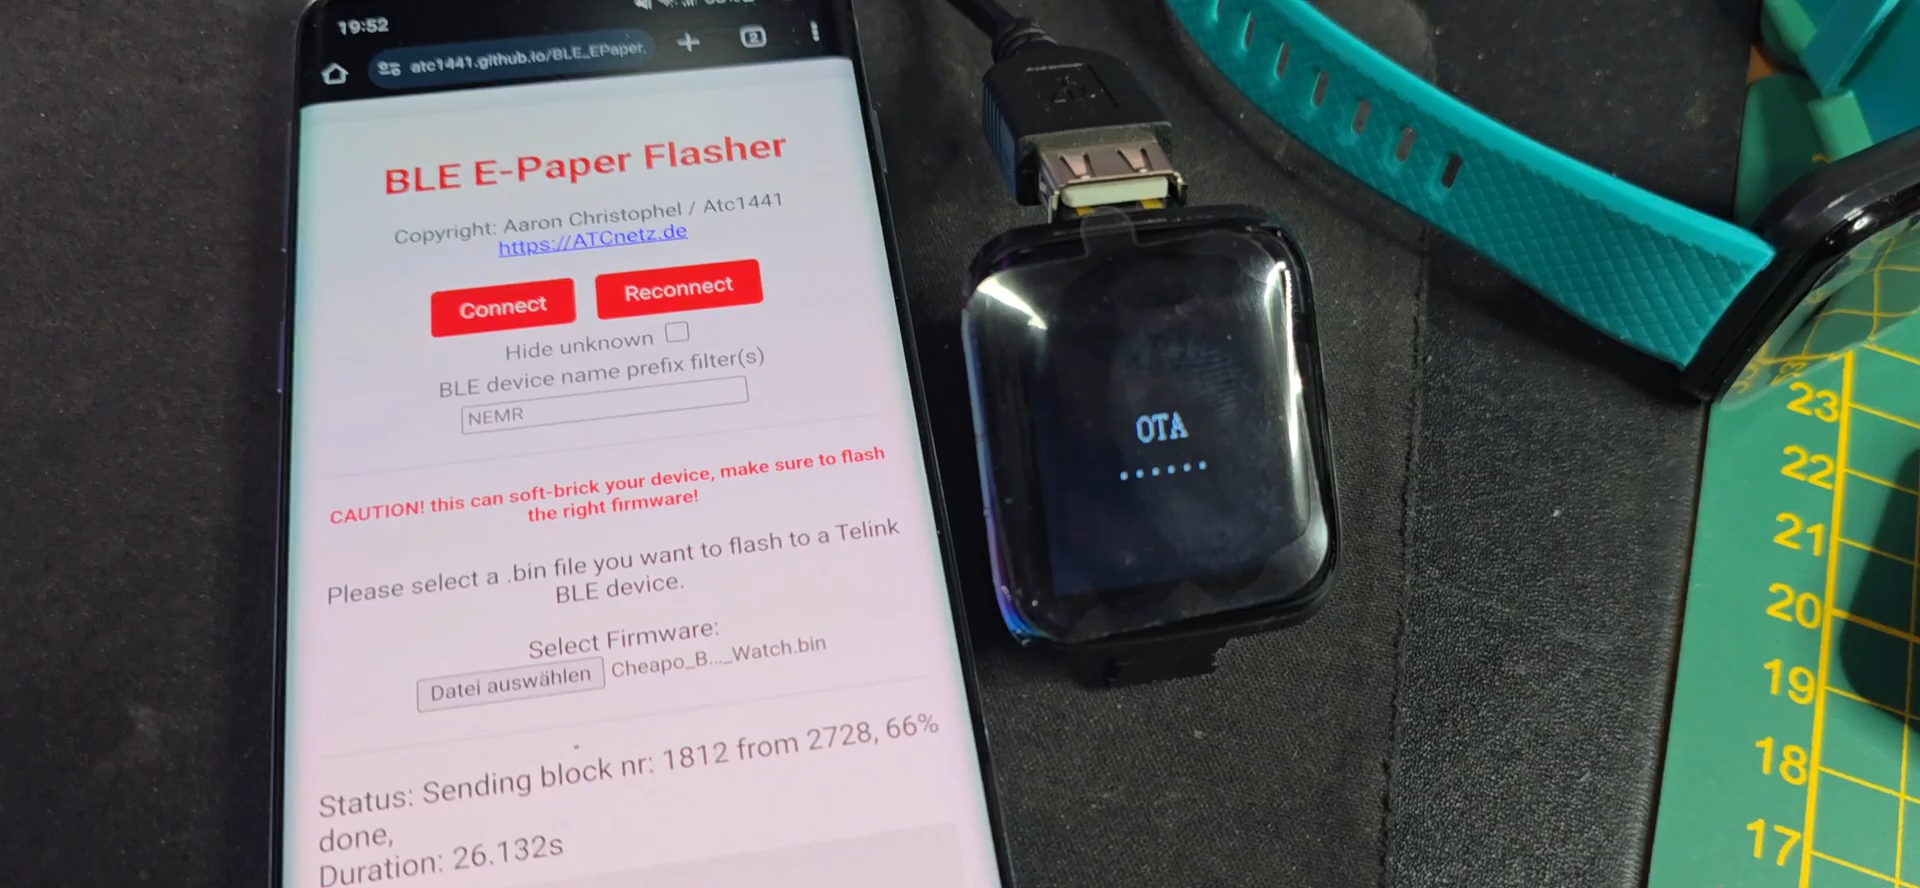 19:52
atc1441.github.io/BLE_EPaper.
2
BLE E-Paper Flasher
Copyright: Aaron Christophel / Atc1441
https://ATCnetz.de
Connect
Reconnect
Hide unknown
BLE device name prefix filter(s)
NEMR
CAUTION! this can soft-brick your device, make sure to flash
the right firmware!
Please select a .bin file you want to flash to a Telink
BLE device.
Select Firmware:
Datei auswählen Cheapo_B..._Watch.bin
Status: Sending block nr: 1812 from 2728, 66%
done,
Duration: 26.132s
OTA
......
23
22
21
20
19
18
17